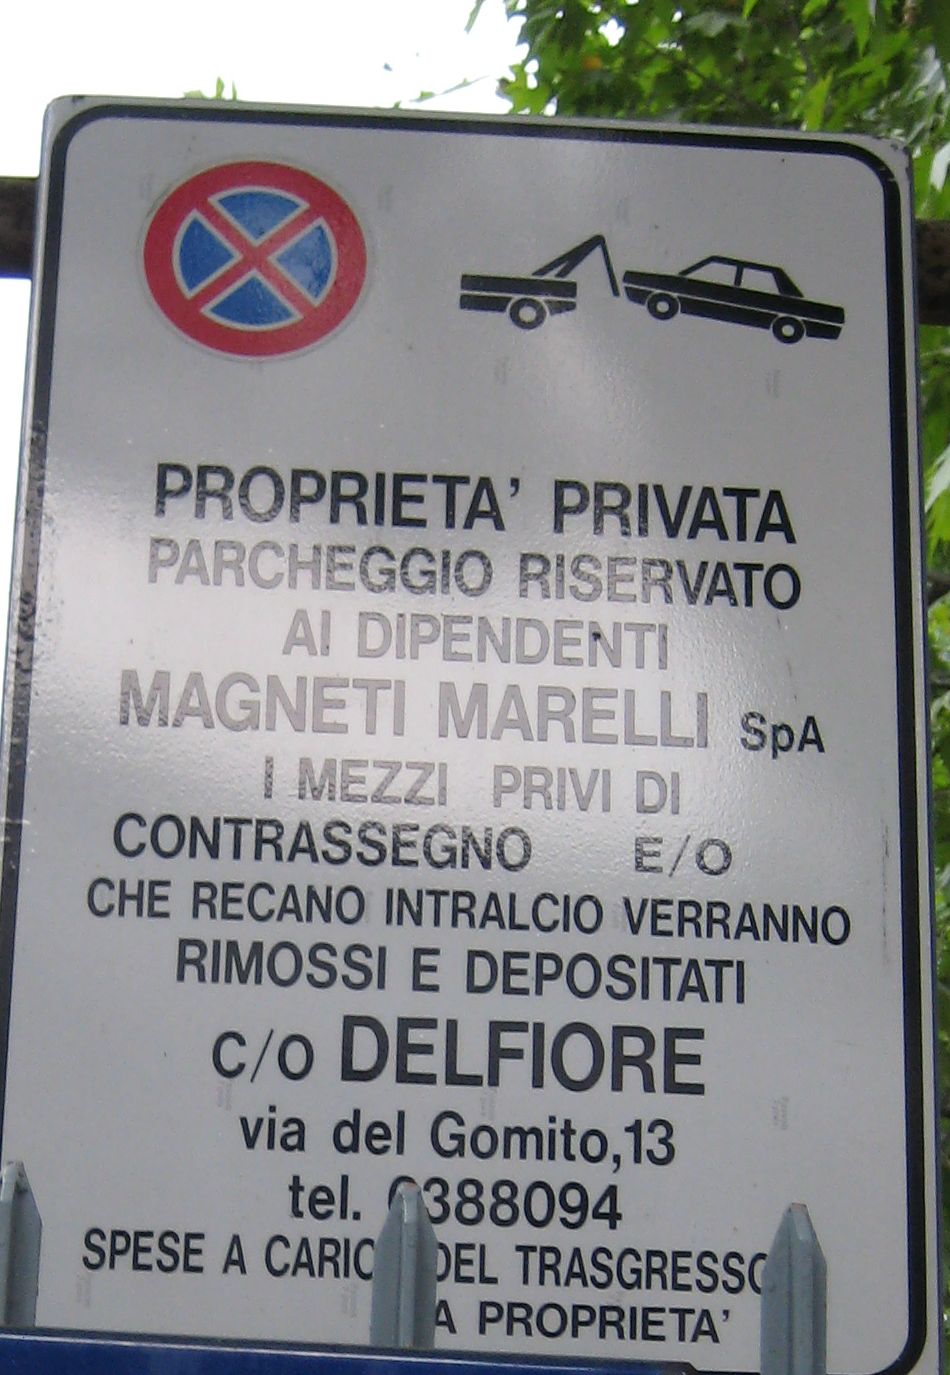 PROPRIETA' PRIVATA
PARCHEGGIO RISERVATO
AI DIPENDENTI
MAGNETI MARELLI SpA
I MEZZI PRIVI DI
CONTRASSEGNO E/O
CHE RECANO INTRALCIO VERRANNO
RIMOSSI E DEPOSITATI
c/o DELFIORE
via del Gomito,13
tel.
SPESE A DEL
PROPRIETA'